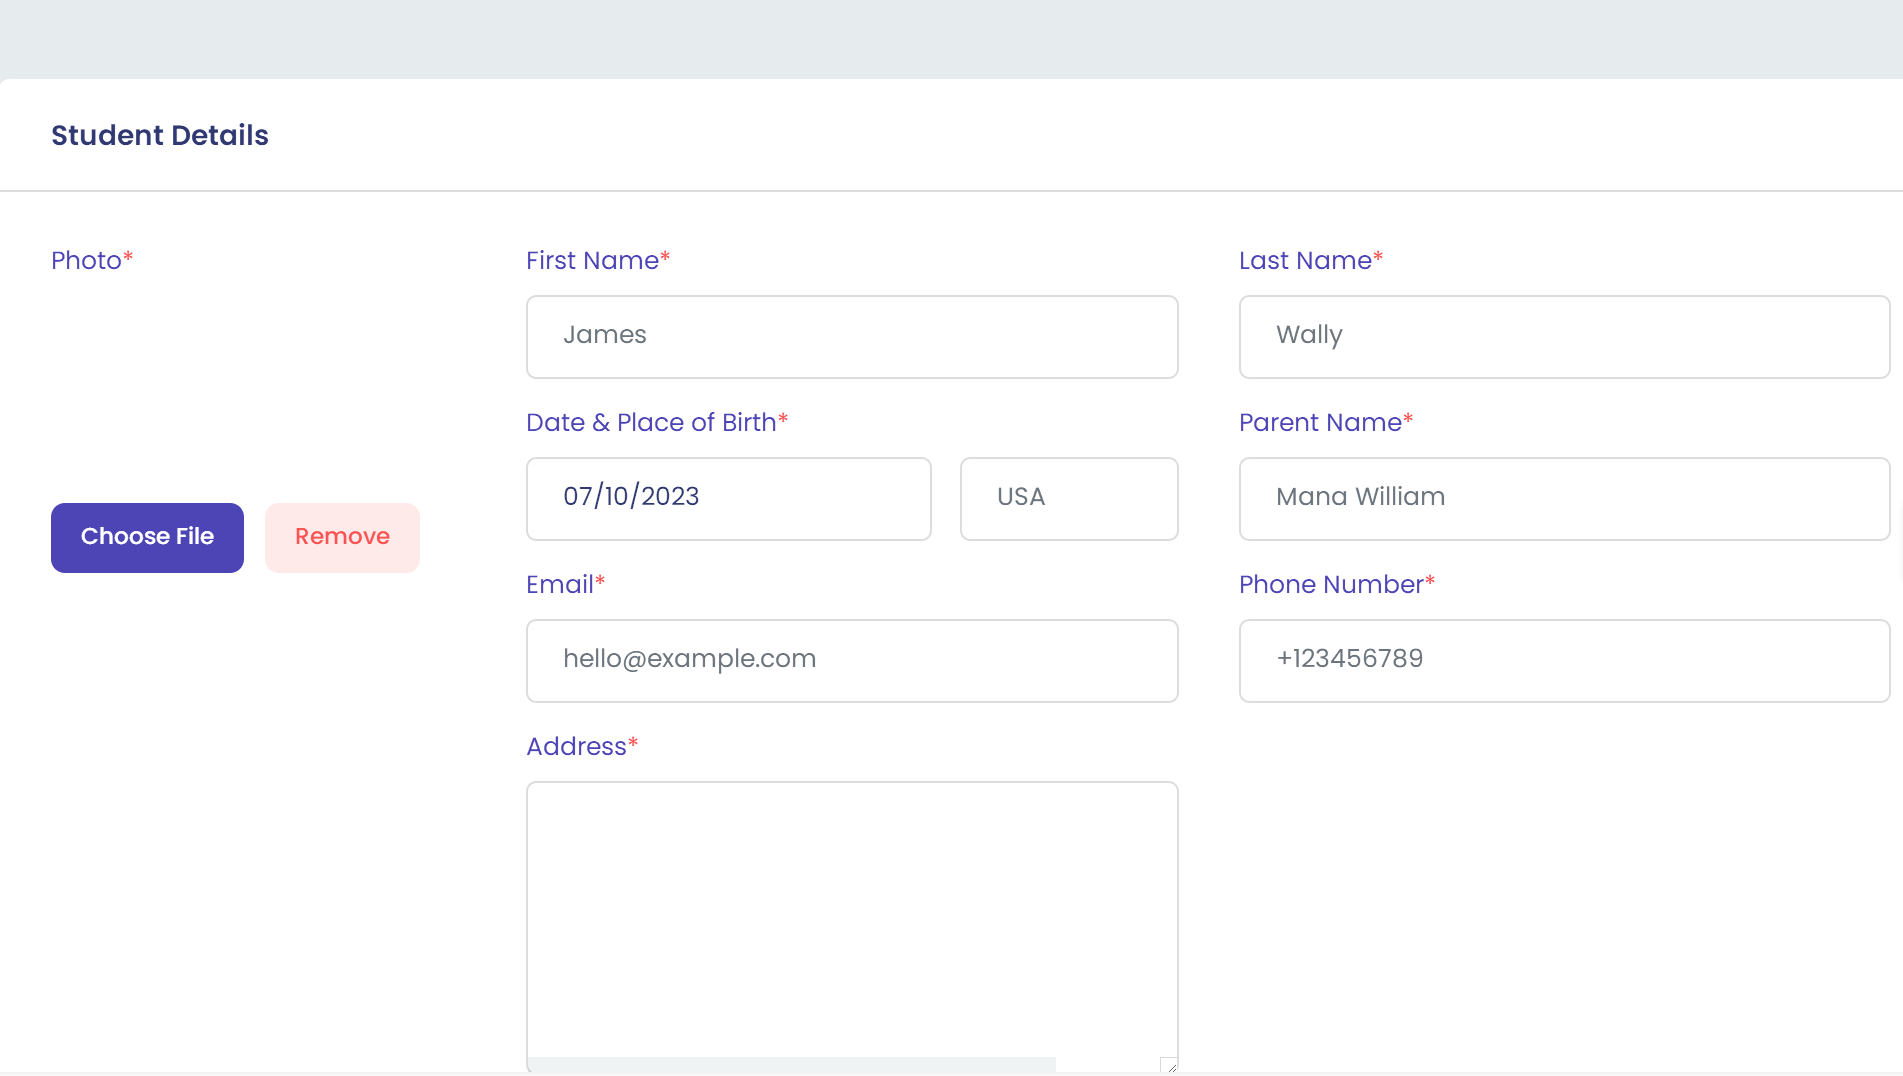 Student Details
Photo*
First Name*
Last Name*
James
Wally
Date & Place of Birth*
Parent Name*
07/10/2023
USA
Mana William
Choose File
Remove
Email*
Phone Number*
hello@example.com
+123456789
Address*